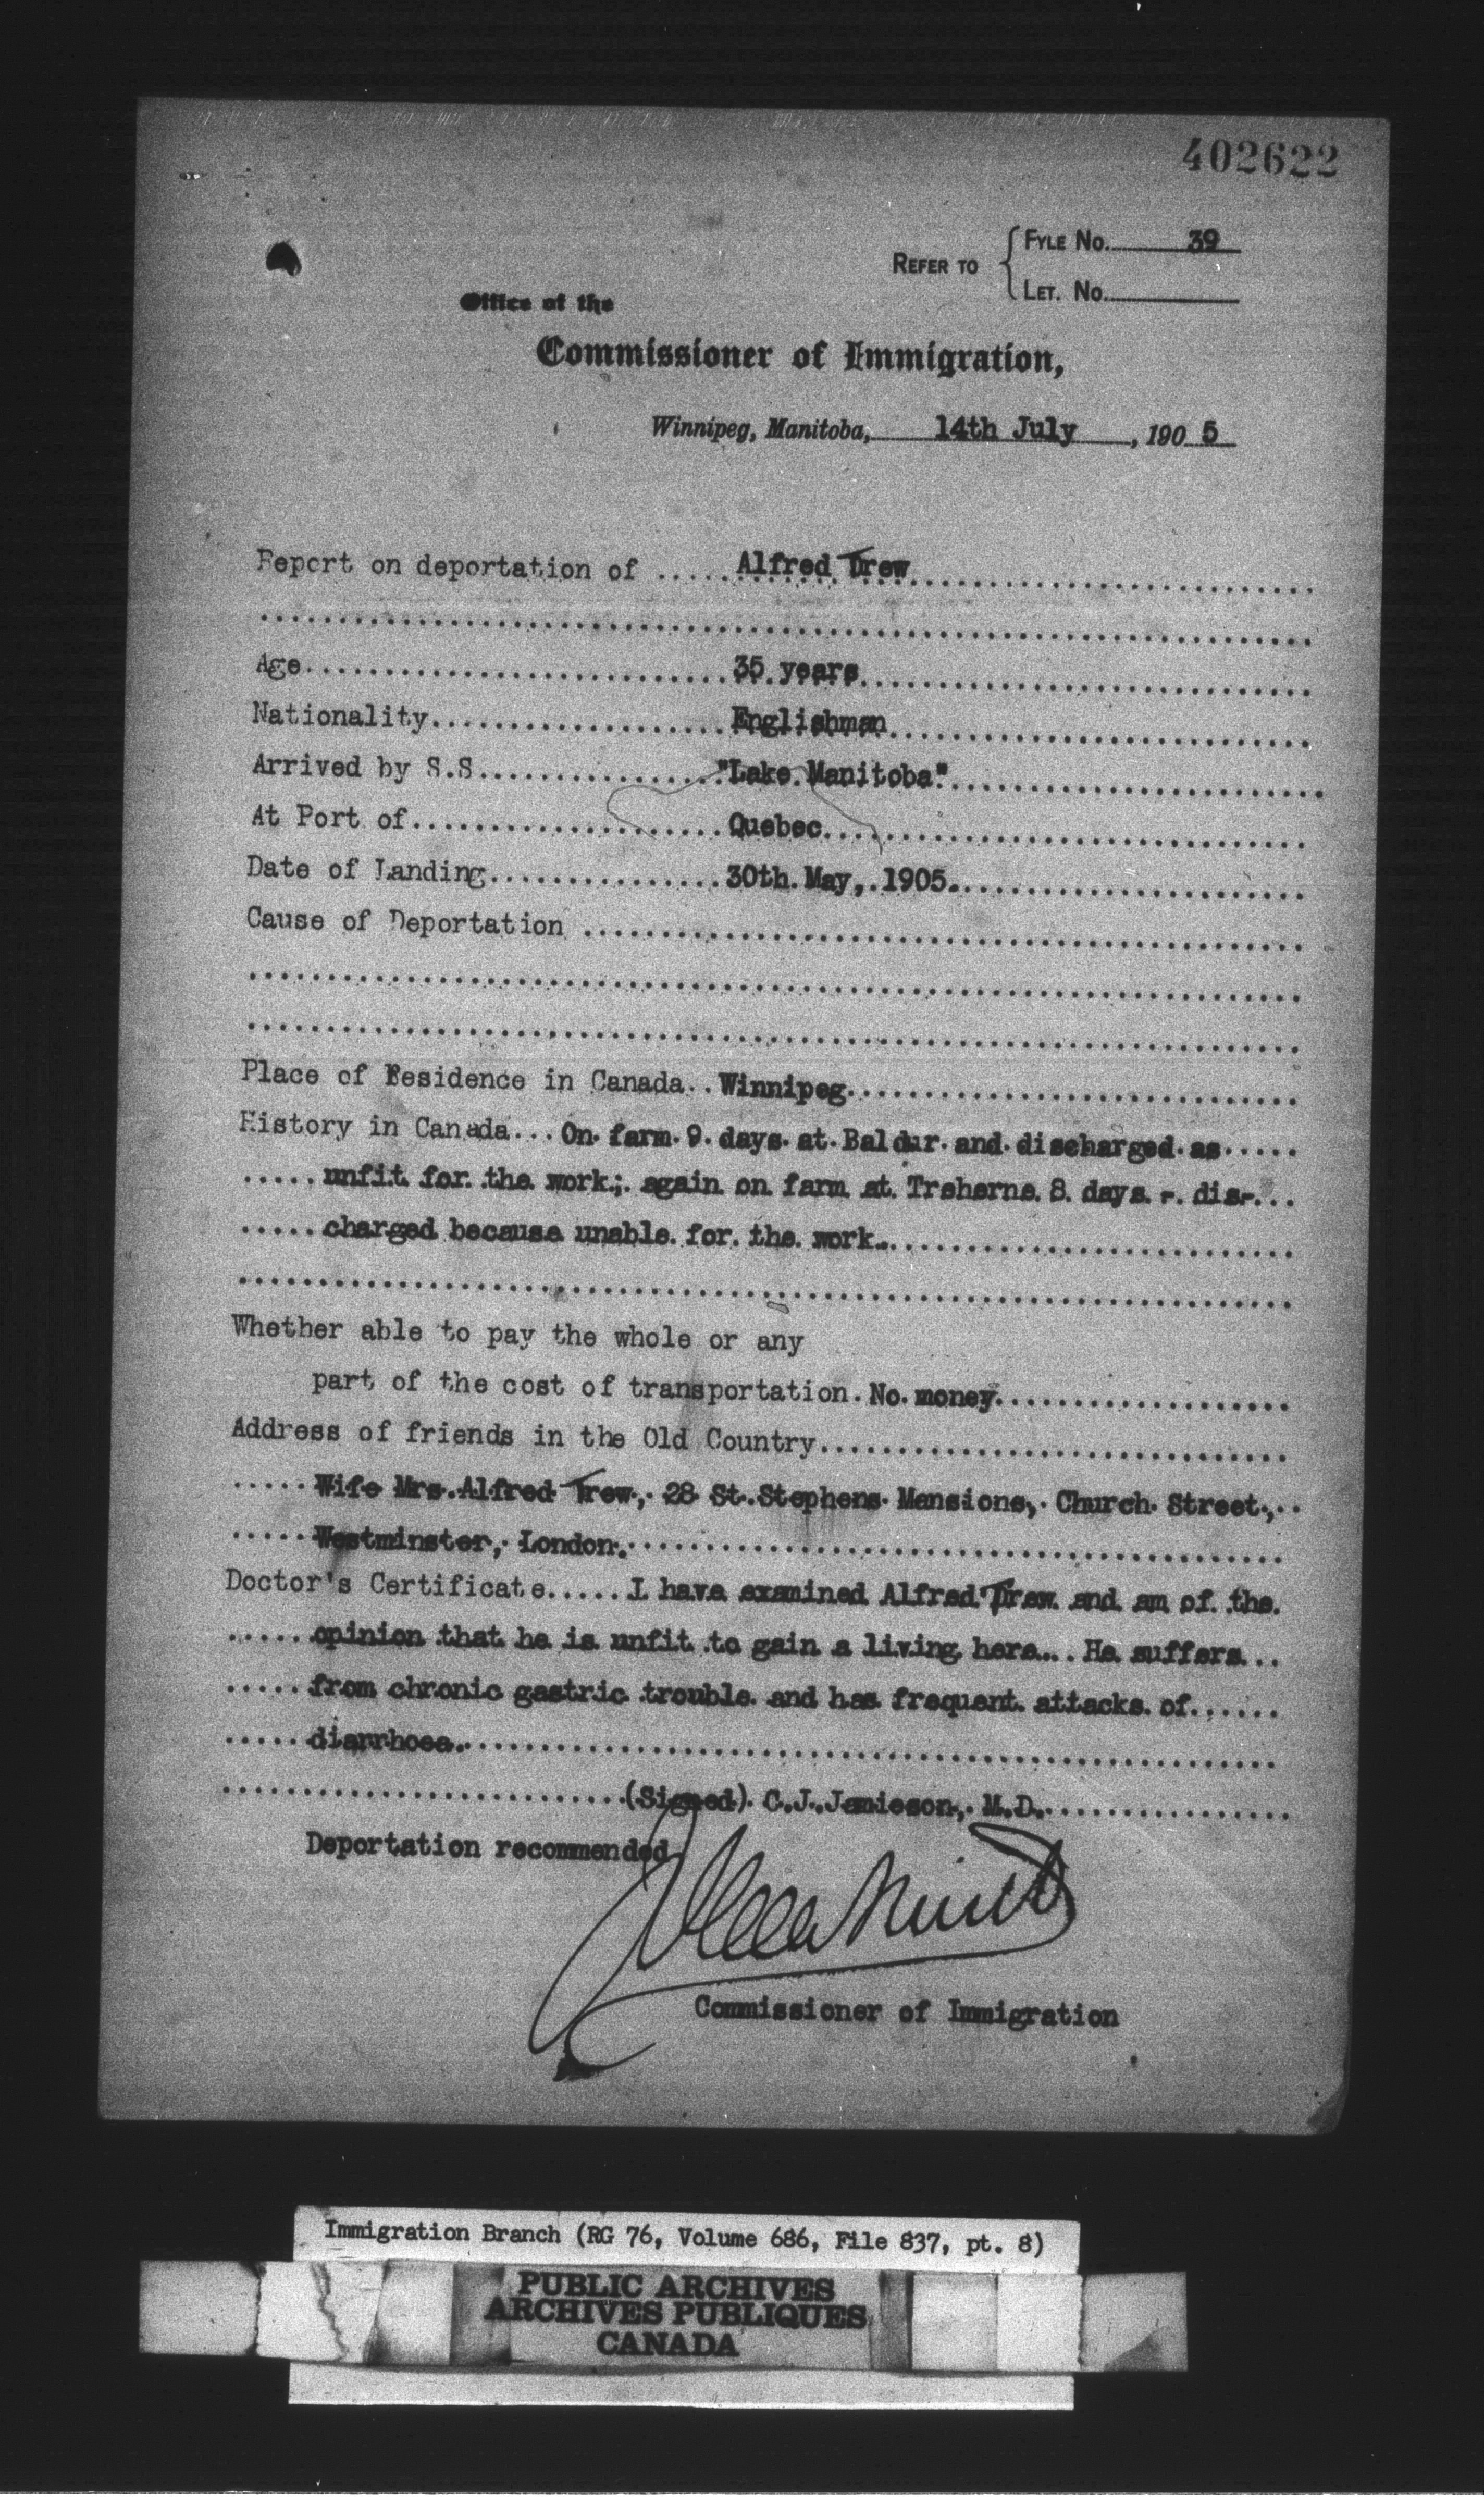 402622
REFER TO
FYLE NO. 39
LET. NO.
Office of the
Commissioner of Immigration,
Winnipeg, Manitoba, 14th July, 190 5
Report on deportation of ..... Alfred Trew
Age ..... 35 years
Nationality ..... Englishman
Arrived by S.S. ..... "Lake Manitoba"
At Port of ..... Quebec
Date of Landing ..... 30th May, 1905.
Cause of Deportation .....
Place of Residence in Canada.. Winnipeg
History in Canada... On farm 9 days at Baldur and discharged as
unfit for the work; again on farm at Treherne 8 days - dis-
charged because unable for the work.
Whether able to pay the whole or any
part of the cost of transportation. No money
Address of friends in the Old Country
Wife Mrs. Alfred Trew, 28 St. Stephens Mansions, Church Street,
Westminster, London.
Doctor's Certificate..... I have examined Alfred Trew and am of the
opinion that he is unfit to gain a living here. He suffers
from chronic gastric trouble and has frequent attacks of
diarrhoea.
(Signed) C.J. Jamieson, M.D.
Deportation recommended
Commissioner of Immigration
Immigration Branch (RG 76, Volume 686, File 837, pt. 8)
PUBLIC ARCHIVES
ARCHIVES PUBLIQUES
CANADA